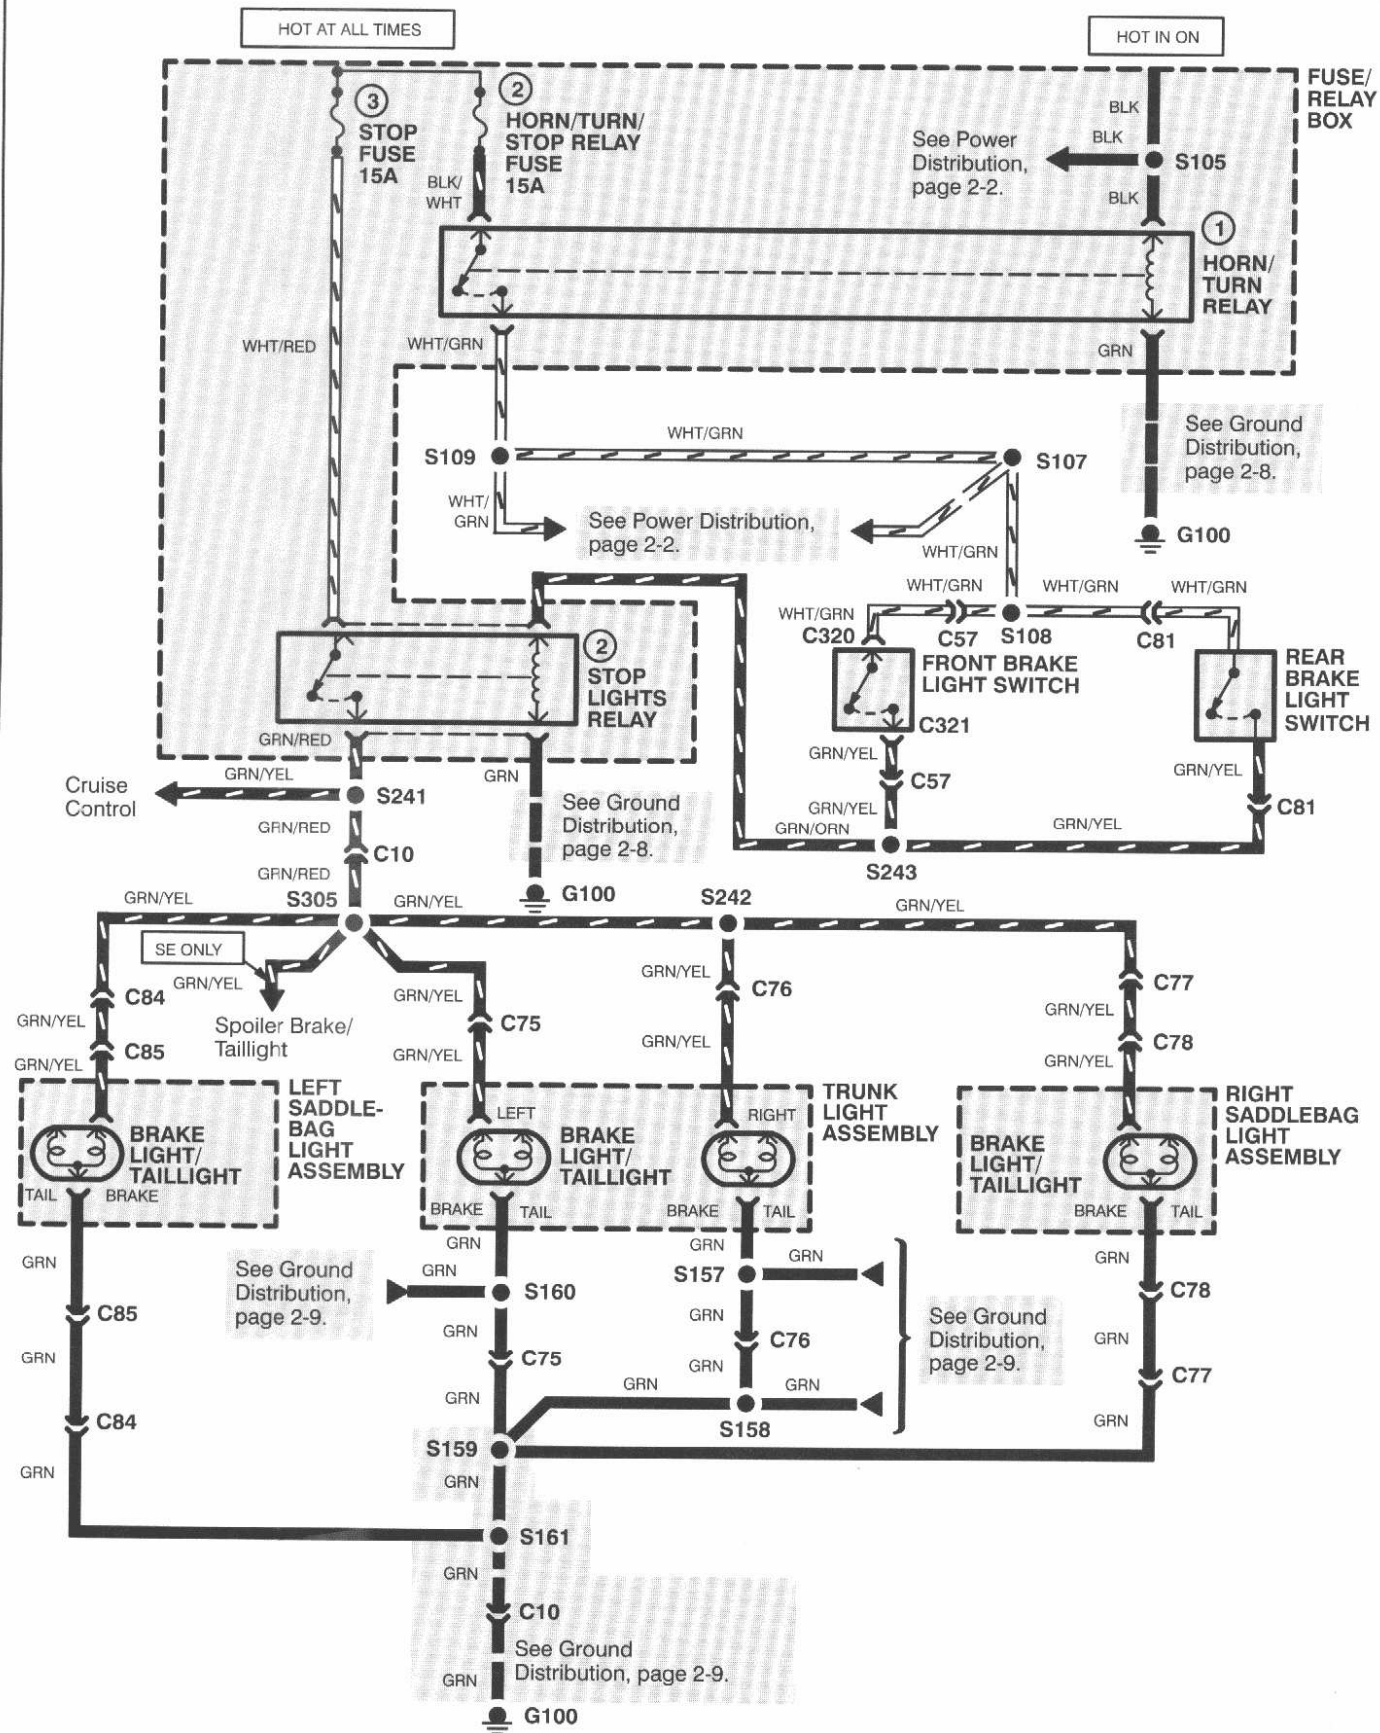 HOT AT ALL TIMES
HOT IN ON
FUSE/
RELAY
BOX
3
STOP
FUSE
15A
2
HORN/TURN/
STOP RELAY
FUSE
15A
BLK/
WHT
BLK
BLK
See Power
Distribution,
page 2-2.
S105
BLK
1
HORN/
TURN
RELAY
WHT/RED
WHT/GRN
GRN
See Ground
Distribution,
page 2-8.
G100
S109
WHT/GRN
S107
WHT/
GRN
See Power Distribution,
page 2-2.
WHT/GRN
WHT/GRN
WHT/GRN
WHT/GRN
WHT/GRN
C320
C57
S108
C81
FRONT BRAKE
LIGHT SWITCH
C321
REAR
BRAKE
LIGHT
SWITCH
2
STOP
LIGHTS
RELAY
GRN/RED
GRN/YEL
C57
GRN/YEL
C81
Cruise
Control
GRN/YEL
S241
GRN
See Ground
Distribution,
page 2-8.
GRN/YEL
GRN/ORN
GRN/YEL
S243
GRN/RED
C10
GRN/RED
G100
S305
GRN/YEL
GRN/YEL
S242
GRN/YEL
SE ONLY
GRN/YEL
Spoiler Brake/
Taillight
C84
GRN/YEL
C85
GRN/YEL
GRN/YEL
C75
GRN/YEL
GRN/YEL
C76
GRN/YEL
C77
GRN/YEL
C78
GRN/YEL
LEFT
SADDLE-
BAG
LIGHT
ASSEMBLY
BRAKE
LIGHT/
TAILLIGHT
TAIL
BRAKE
LEFT
BRAKE
LIGHT/
TAILLIGHT
RIGHT
TRUNK
LIGHT
ASSEMBLY
BRAKE
TAIL
BRAKE
TAIL
BRAKE
LIGHT/
TAILLIGHT
RIGHT
SADDLEBAG
LIGHT
ASSEMBLY
BRAKE
TAIL
GRN
C85
GRN
C84
GRN
See Ground
Distribution,
page 2-9.
GRN
GRN
S160
GRN
C75
GRN
GRN
S157
GRN
GRN
C76
GRN
GRN
GRN
S158
See Ground
Distribution,
page 2-9.
GRN
C78
GRN
C77
GRN
S159
GRN
S161
GRN
C10
See Ground
Distribution, page 2-9.
GRN
G100